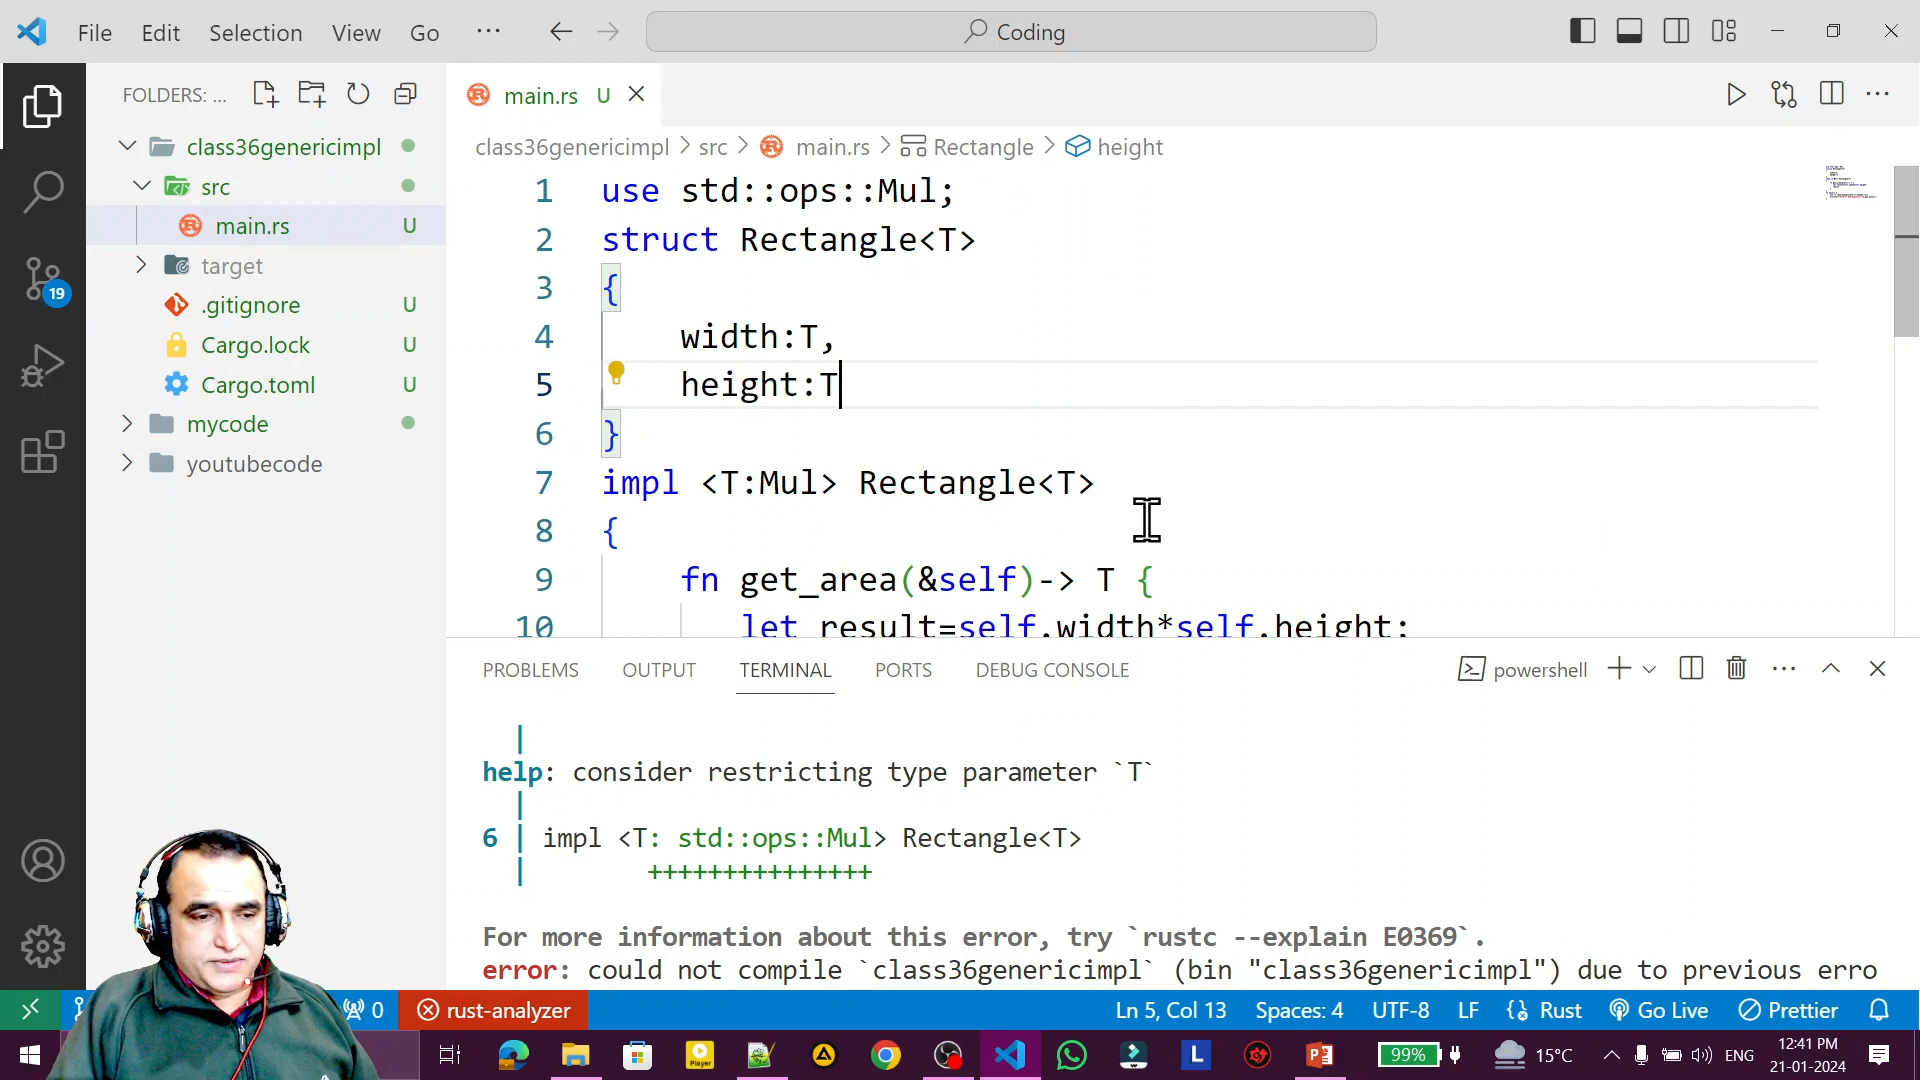 File Edit Selection View Go ··· Coding
FOLDERS: ...
main.rs U
class36genericimpl
src
main.rs U
target
.gitignore U
Cargo.lock U
Cargo.toml U
mycode
youtubecode
19
class36genericimpl > src > main.rs > Rectangle > height
1 use std::ops::Mul;
2 struct Rectangle<T>
3 {
4 width:T,
5 height:T
6 }
7 impl <T:Mul> Rectangle<T>
8 {
9 fn get_area(&self)-> T {
10 let result=self.width*self.height;
PROBLEMS OUTPUT TERMINAL PORTS DEBUG CONSOLE powershell
|
help: consider restricting type parameter `T`
|
6 | impl <T: std::ops::Mul> Rectangle<T>
| +++++++++++++++
For more information about this error, try `rustc --explain E0369`.
error: could not compile `class36genericimpl` (bin "class36genericimpl") due to previous erro
0 rust-analyzer Ln 5, Col 13 Spaces: 4 UTF-8 LF Rust Go Live Prettier
Player L 99% 15°C ENG 12:41 PM
21-01-2024